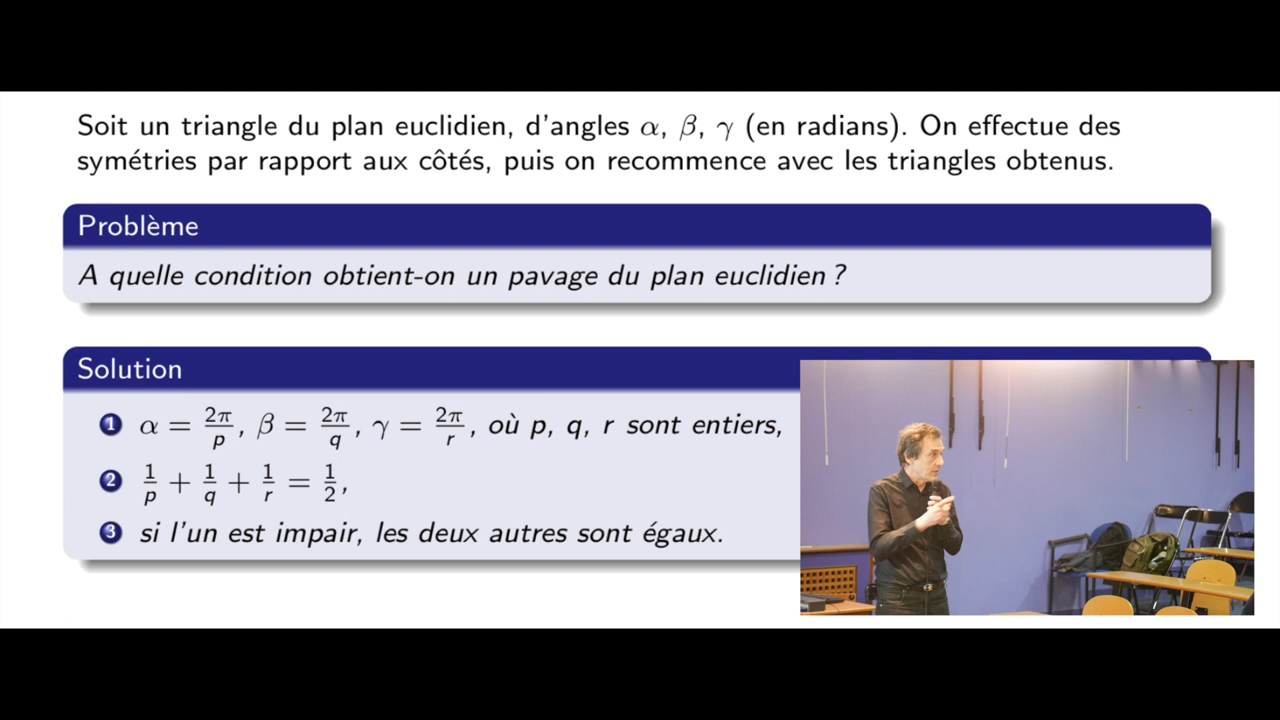 Soit un triangle du plan euclidien, d'angles α, β, γ (en radians). On effectue des
symétries par rapport aux côtés, puis on recommence avec les triangles obtenus.
Problème
A quelle condition obtient-on un pavage du plan euclidien ?
Solution
1 α = 2π/p, β = 2π/q, γ = 2π/r, où p, q, r sont entiers,
2 1/p + 1/q + 1/r = 1/2,
3 si l'un est impair, les deux autres sont égaux.